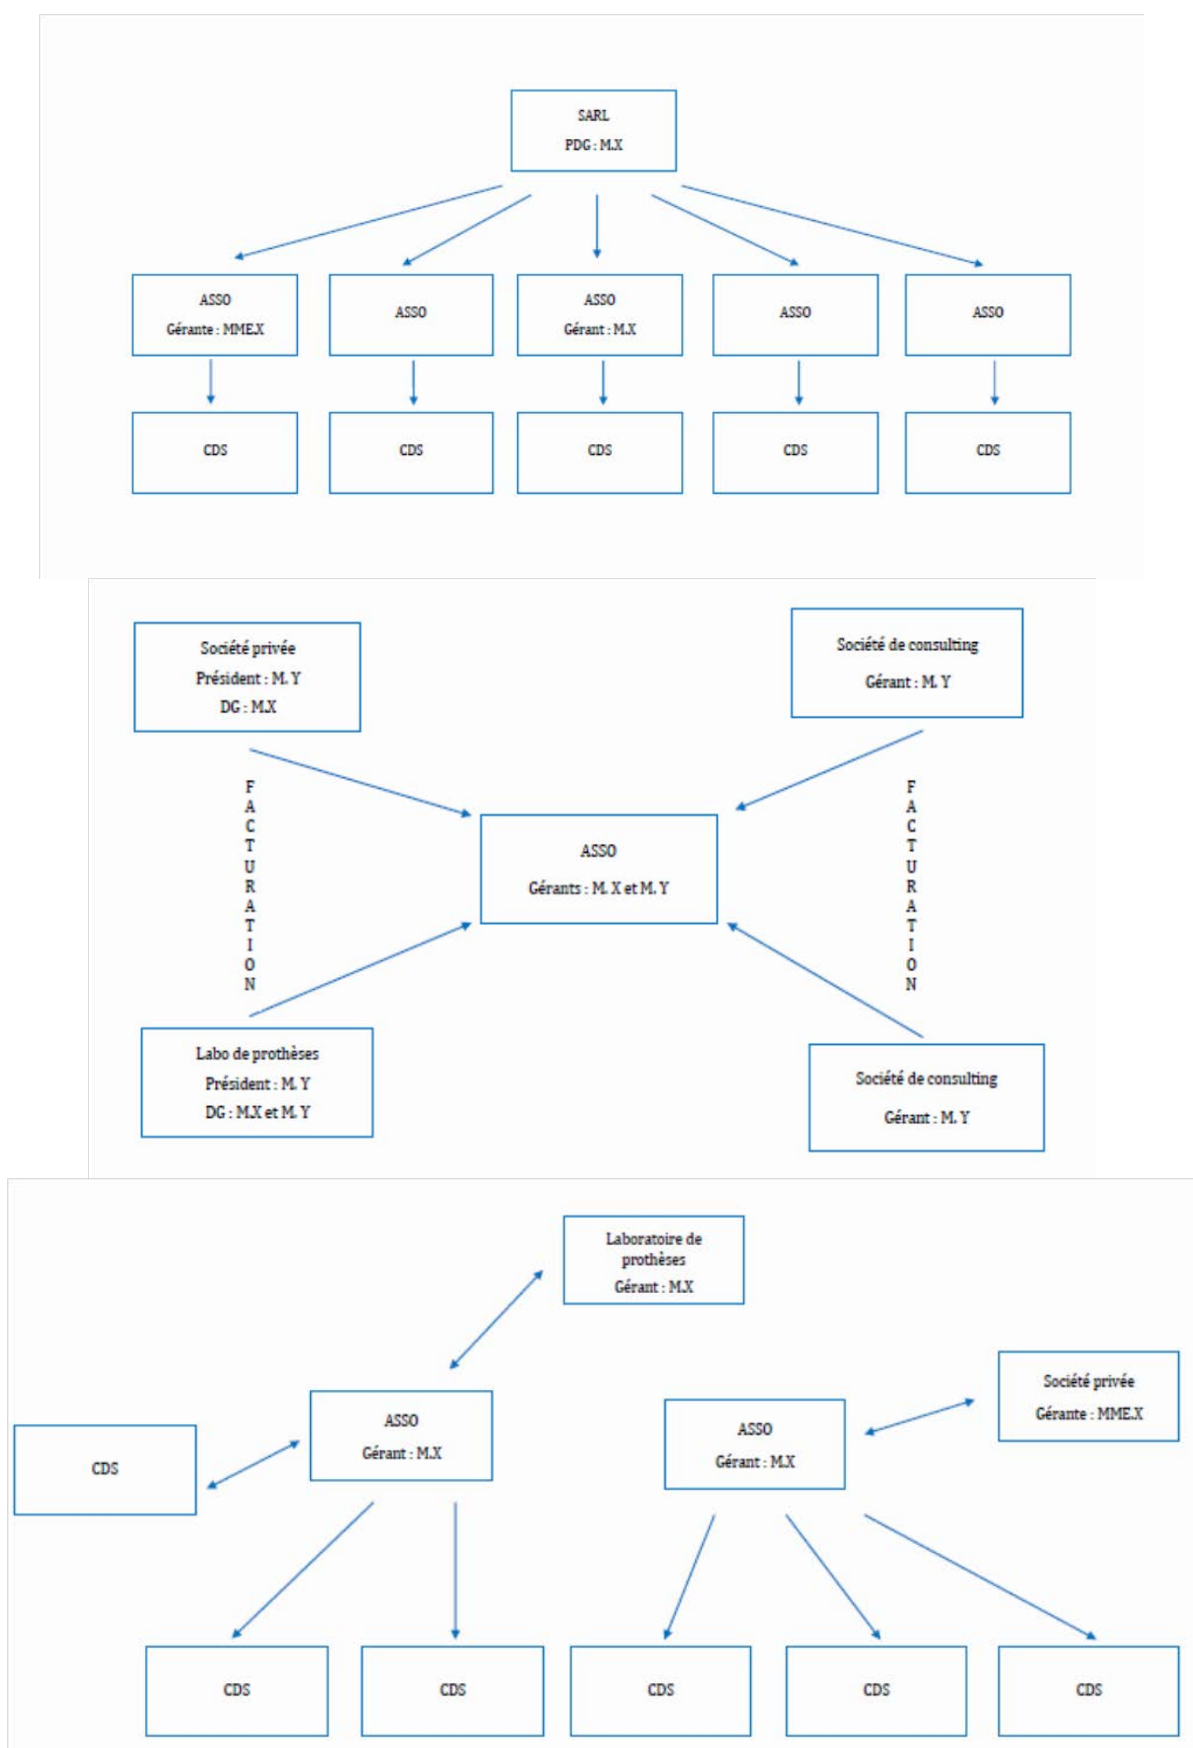 SARL
PDG : M.X
ASSO
Gérante : MME.X
ASSO
ASSO
Gérant : M.X
ASSO
ASSO
CDS
CDS
CDS
CDS
CDS
Société privée
Président : M. Y
DG : M.X
Société de consulting
Gérant : M. Y
FACTURATION
FACTURATION
ASSO
Gérants : M. X et M. Y
Labo de prothèses
Président : M. Y
DG : M.X et M. Y
Société de consulting
Gérant : M. Y
Laboratoire de
prothèses
Gérant : M.X
Société privée
Gérante : MME.X
ASSO
Gérant : M.X
ASSO
Gérant : M.X
CDS
CDS
CDS
CDS
CDS
CDS